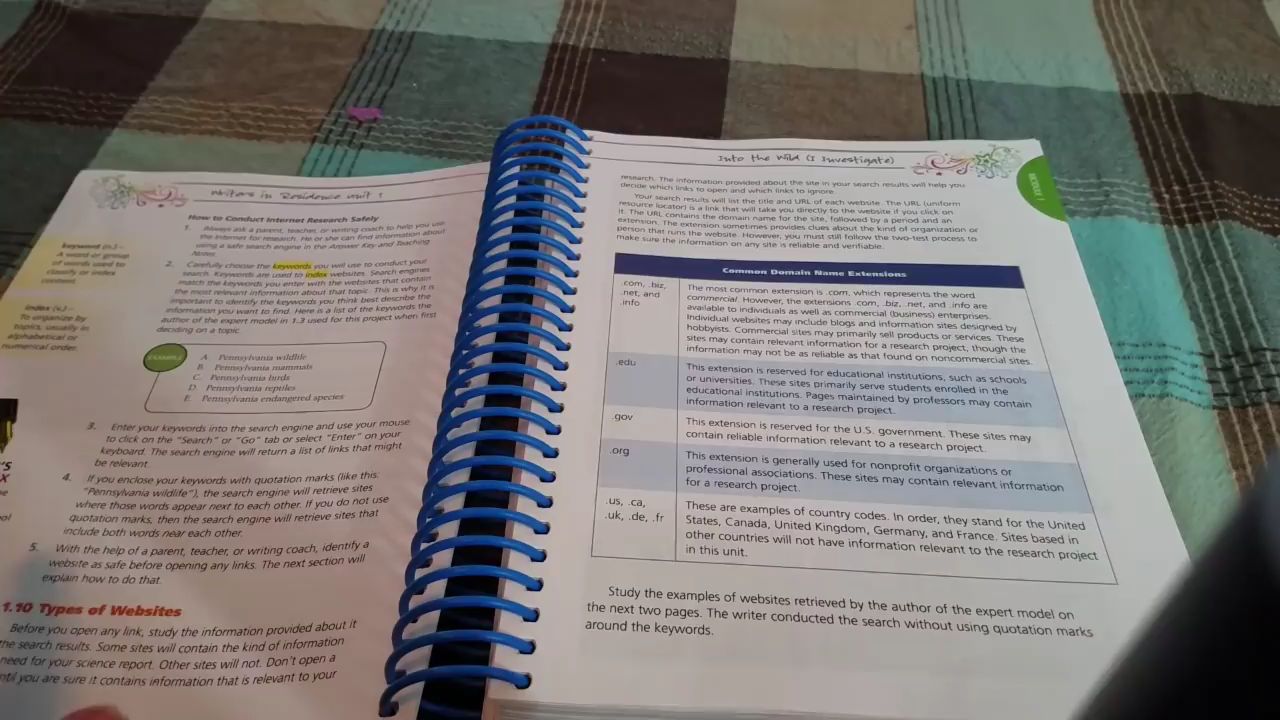 Writers in Residence Unit 1
keyword (n.) –
A word or group
of words used to
classify or index
content.
index (v.) –
To organize by
topics, usually in
alphabetical or
numerical order.
How to Conduct Internet Research Safely
1. Always ask a parent, teacher, or writing coach to help you use
the Internet for research. He or she can find information about
using a safe search engine in the Answer Key and Teaching
Notes
2. Carefully choose the keywords you will use to conduct your
search. Keywords are used to index websites. Search engines
match the keywords you enter with the websites that contain
the most relevant information about that topic. This is why it is
important to identify the keywords you think best describe the
information you want to find. Here is a list of the keywords the
author of the expert model in 1.3 used for this project when first
deciding on a topic.
EXAMPLE
A. Pennsylvania wildlife
B. Pennsylvania mammals
C. Pennsylvania birds
D. Pennsylvania reptiles
E. Pennsylvania endangered species
3. Enter your keywords into the search engine and use your mouse
to click on the "Search" or "Go" tab or select "Enter" on your
keyboard. The search engine will return a list of links that might
be relevant.
4. If you enclose your keywords with quotation marks (like this:
"Pennsylvania wildlife"), the search engine will retrieve sites
where those words appear next to each other. If you do not use
quotation marks, then the search engine will retrieve sites that
include both words near each other.
5. With the help of a parent, teacher, or writing coach, identify a
website as safe before opening any links. The next section will
explain how to do that.
1.10 Types of Websites
Before you open any link, study the information provided about it
the search results. Some sites will contain the kind of information
need for your science report. Other sites will not. Don't open a
until you are sure it contains information that is relevant to your
Into the Wild (I Investigate)
MODULE 1
research. The information provided about the site in your search results will help you
decide which links to open and which links to ignore.
Your search results will list the title and URL of each website. The URL (uniform
resource locator) is a link that will take you directly to the website if you click on
it. The URL contains the domain name for the site, followed by a period and an
extension. The extension sometimes provides clues about the kind of organization or
person that runs the website. However, you must still follow the two-test process to
make sure the information on any site is reliable and verifiable.
Common Domain Name Extensions
.com, .biz,
.net, and
.info
The most common extension is .com, which represents the word
commercial. However, the extensions .com, .biz, .net, and .info are
available to individuals as well as commercial (business) enterprises.
Individual websites may include blogs and information sites designed by
hobbyists. Commercial sites may primarily sell products or services. These
sites may contain relevant information for a research project, though the
information may not be as reliable as that found on noncommercial sites.
.edu
This extension is reserved for educational institutions, such as schools
or universities. These sites primarily serve students enrolled in the
educational institutions. Pages maintained by professors may contain
information relevant to a research project.
.gov
This extension is reserved for the U.S. government. These sites may
contain reliable information relevant to a research project.
.org
This extension is generally used for nonprofit organizations or
professional associations. These sites may contain relevant information
for a research project.
.us, .ca,
.uk, .de, .fr
These are examples of country codes. In order, they stand for the United
States, Canada, United Kingdom, Germany, and France. Sites based in
other countries will not have information relevant to the research project
in this unit.
Study the examples of websites retrieved by the author of the expert model on
the next two pages. The writer conducted the search without using quotation marks
around the keywords.